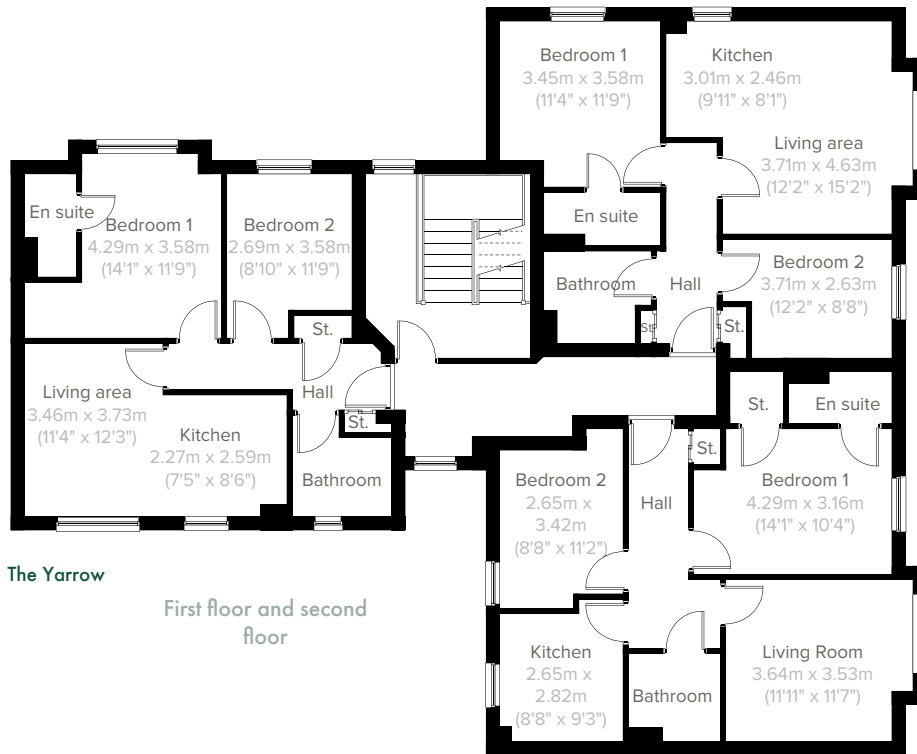 Bedroom 1
3.45m x 3.58m
(11'4" x 11'9")
Kitchen
3.01m x 2.46m
(9'11" x 8'1")
Living area
3.71m x 4.63m
(12'2" x 15'2")
En suite
Bathroom
Hall
Bedroom 2
3.71m x 2.63m
(12'2" x 8'8")
St.
St.
En suite
Bedroom 1
4.29m x 3.58m
(14'1" x 11'9")
Bedroom 2
2.69m x 3.58m
(8'10" x 11'9")
St.
Hall
Living area
3.46m x 3.73m
(11'4" x 12'3")
Kitchen
2.27m x 2.59m
(7'5" x 8'6")
St.
Bathroom
St.
En suite
Bedroom 2
2.65m x
3.42m
(8'8" x 11'2")
Hall
St.
Bedroom 1
4.29m x 3.16m
(14'1" x 10'4")
Kitchen
2.65m x
2.82m
(8'8" x 9'3")
Bathroom
Living Room
3.64m x 3.53m
(11'11" x 11'7")
The Yarrow
First floor and second
floor